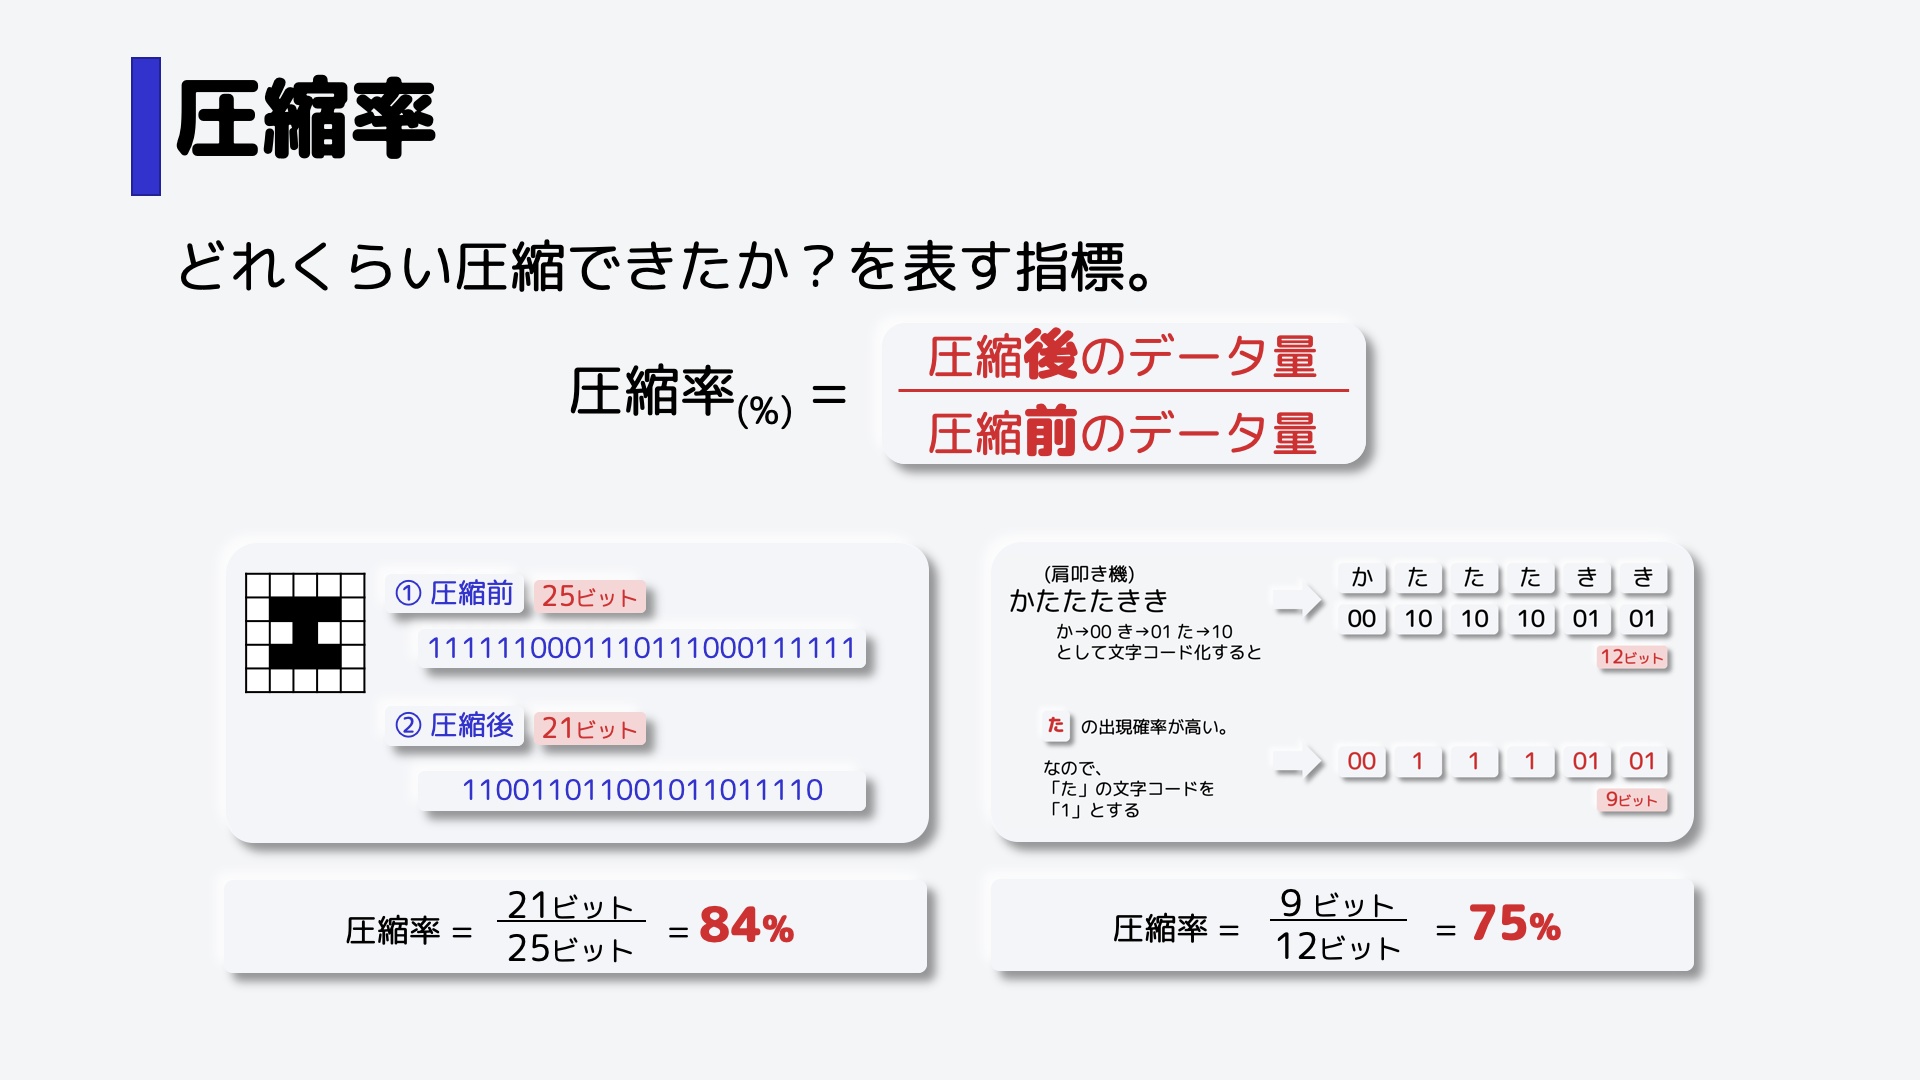 圧縮率
どれくらい圧縮できたか？を表す指標。
圧縮率(%) =
圧縮後のデータ量
圧縮前のデータ量
① 圧縮前 25ビット
1111110001110111000111111
② 圧縮後 21ビット
110011011001011011110
圧縮率 =
21ビット
25ビット
= 84%
(肩叩き機)
かたたたきき
か→00 き→01 た→10
として文字コード化すると
か た た た き き
00 10 10 10 01 01
12ビット
た の出現確率が高い。
なので、
「た」の文字コードを
「1」とする
00 1 1 1 01 01
9ビット
圧縮率 =
9 ビット
12ビット
= 75%